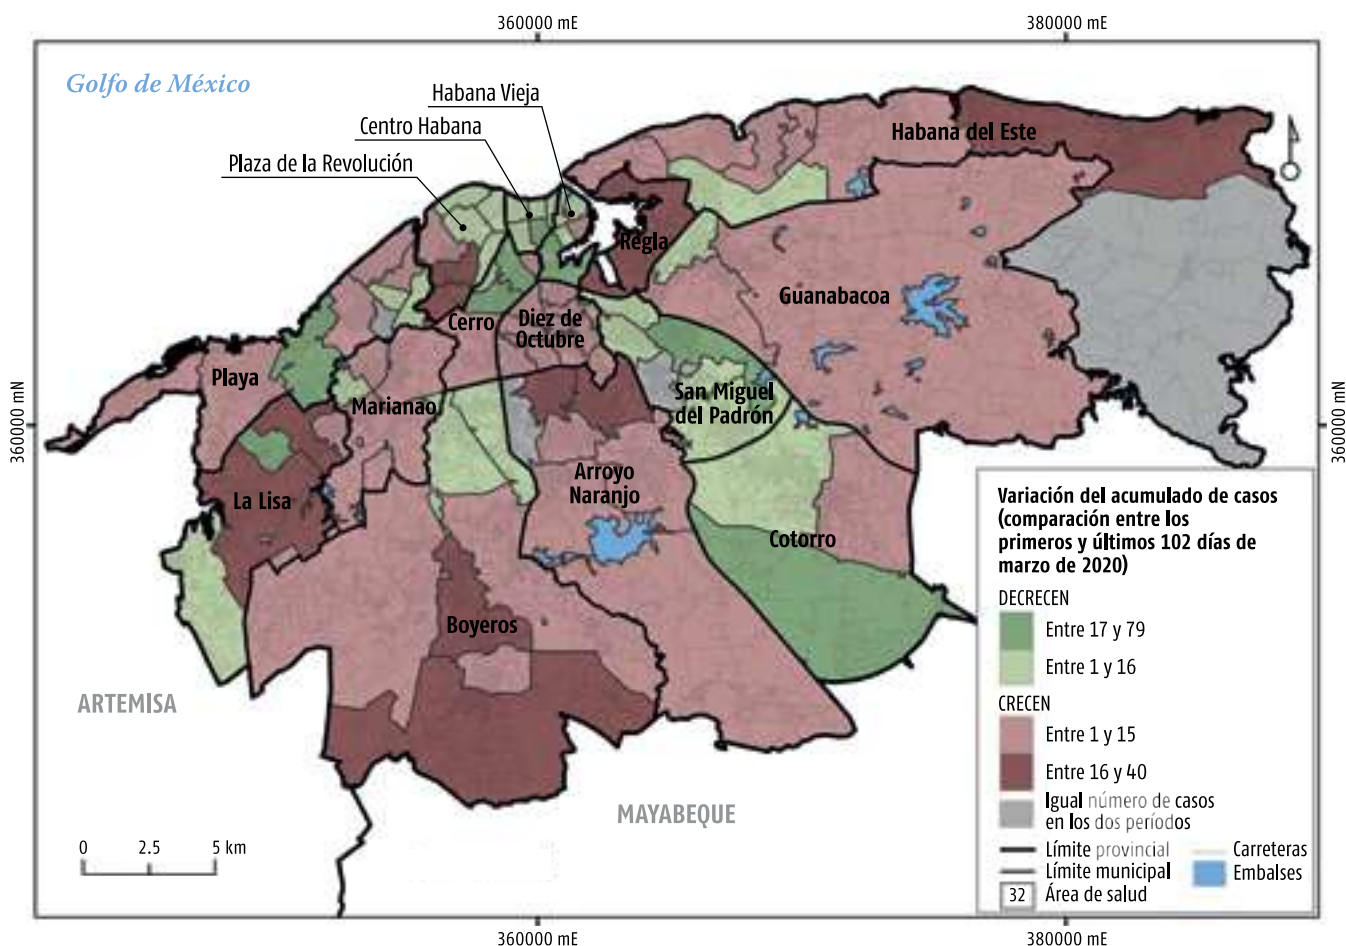 360000 mE
380000 mE
Golfo de México
Habana Vieja
Centro Habana
Plaza de la Revolución
Habana del Este
Regla
Guanabacoa
Cerro
Diez de
Octubre
Playa
Marianao
San Miguel
del Padrón
360000 mN
360000 mN
La Lisa
Arroyo
Naranjo
Cotorro
Boyeros
ARTEMISA
MAYABEQUE
Variación del acumulado de casos
(comparación entre los
primeros y últimos 102 días de
marzo de 2020)
DECRECEN
Entre 17 y 79
Entre 1 y 16
CRECEN
Entre 1 y 15
Entre 16 y 40
Igual número de casos
en los dos períodos
Límite provincial
Carreteras
Límite municipal
Embalses
32
Área de salud
0
2.5
5 km
360000 mE
380000 mE